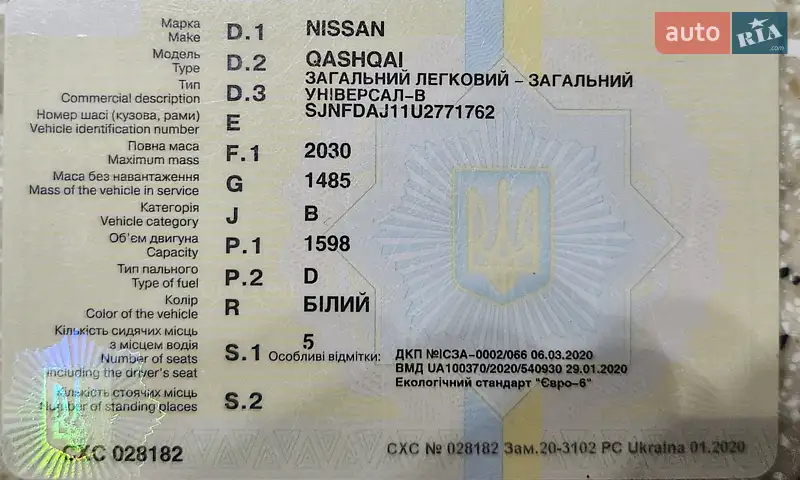 auto RIA .com
Марка
Make D.1 NISSAN
Модель
Type D.2 QASHQAI
Тип
Commercial description D.3 ЗАГАЛЬНИЙ ЛЕГКОВИЙ – ЗАГАЛЬНИЙ
УНІВЕРСАЛ-В
Номер шасі (кузова, рами)
Vehicle identification number E SJNFDAJ11U2771762
Повна маса
Maximum mass F.1 2030
Маса без навантаження
Mass of the vehicle in service G 1485
Категорія
Vehicle category J B
Об'єм двигуна
Capacity P.1 1598
Тип пального
Type of fuel P.2 D
Колір
Color of the vehicle R БІЛИЙ
Кількість сидячих місць
з місцем водія
Number of seats
including the driver's seat S.1 5
Особливі відмітки: ДКП №ІСЗА-0002/066 06.03.2020
ВМД UA100370/2020/540930 29.01.2020
Екологічний стандарт "Євро-6"
Кількість стоячих місць
Number of standing places S.2
СХС 028182
СХС № 028182 Зам.20-3102 PC Ukraina 01.2020